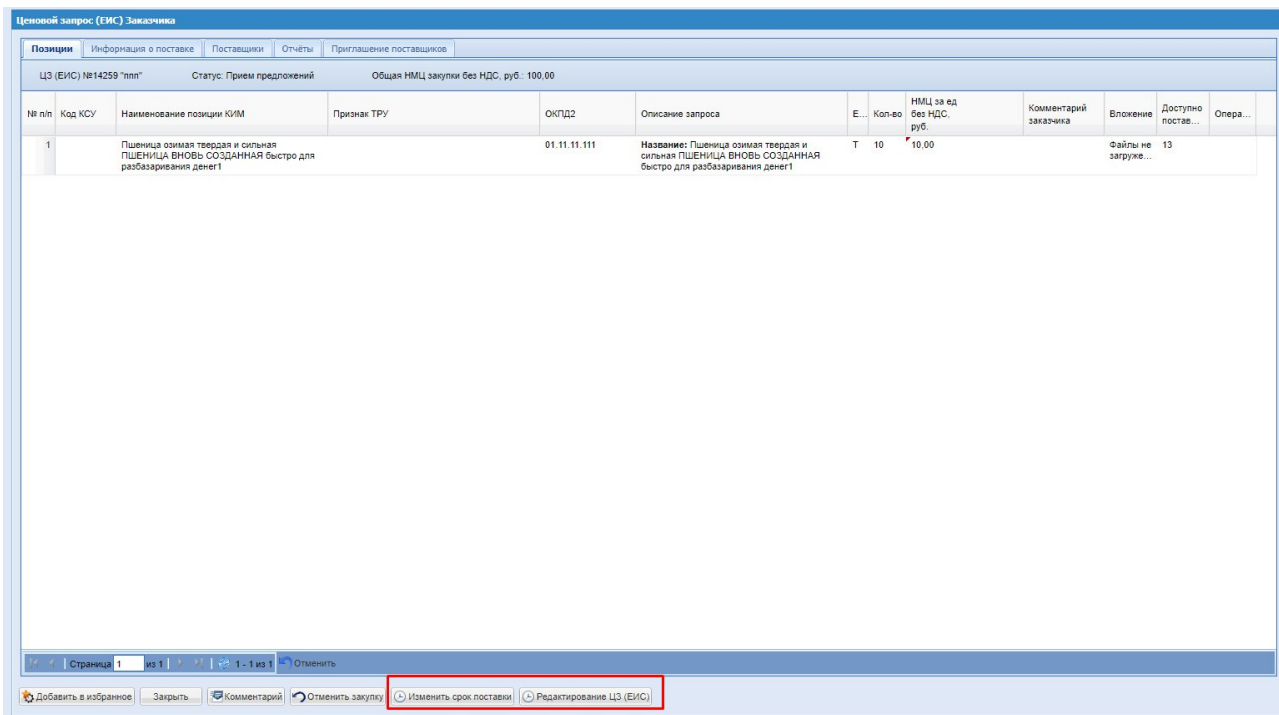 Ценовой запрос (ЕИС) Заказчика
Позиции Информация о поставке Поставщики Отчёты Приглашение поставщиков
ЦЗ (ЕИС) №14259 "ппп" Статус: Прием предложений Общая НМЦ закупки без НДС, руб.: 100,00
№ п/п Код КСУ Наименование позиции КИМ Признак ТРУ ОКПД2 Описание запроса Е... Кол-во НМЦ за ед без НДС, руб. Комментарий заказчика Вложение Доступно постав... Опера...
1 Пшеница озимая твердая и сильная 01.11.11.111 Название: Пшеница озимая твердая и Т 10 10,00 Файлы не 13
ПШЕНИЦА ВНОВЬ СОЗДАННАЯ быстро для сильная ПШЕНИЦА ВНОВЬ СОЗДАННАЯ загруже...
разбазаривания денег1 быстро для разбазаривания денег1
Страница 1 из 1 1 - 1 из 1 Отменить
Добавить в избранное Закрыть Комментарий Отменить закупку Изменить срок поставки Редактирование ЦЗ (ЕИС)